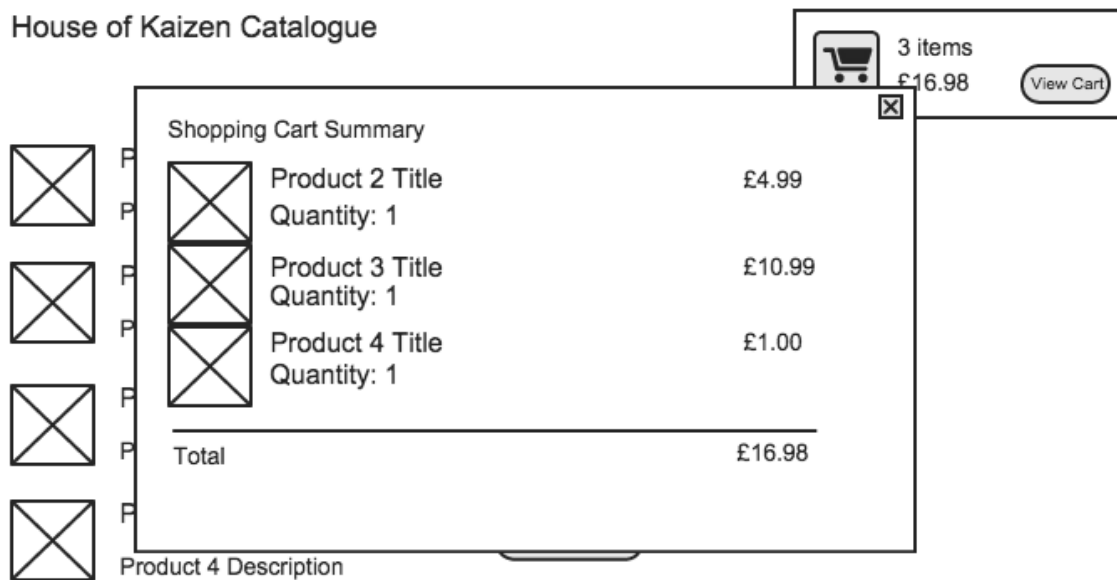 House of Kaizen Catalogue
3 items
£16.98
View Cart
Shopping Cart Summary
Product 2 Title £4.99
Quantity: 1
Product 3 Title £10.99
Quantity: 1
Product 4 Title £1.00
Quantity: 1
Total £16.98
Product 4 Description